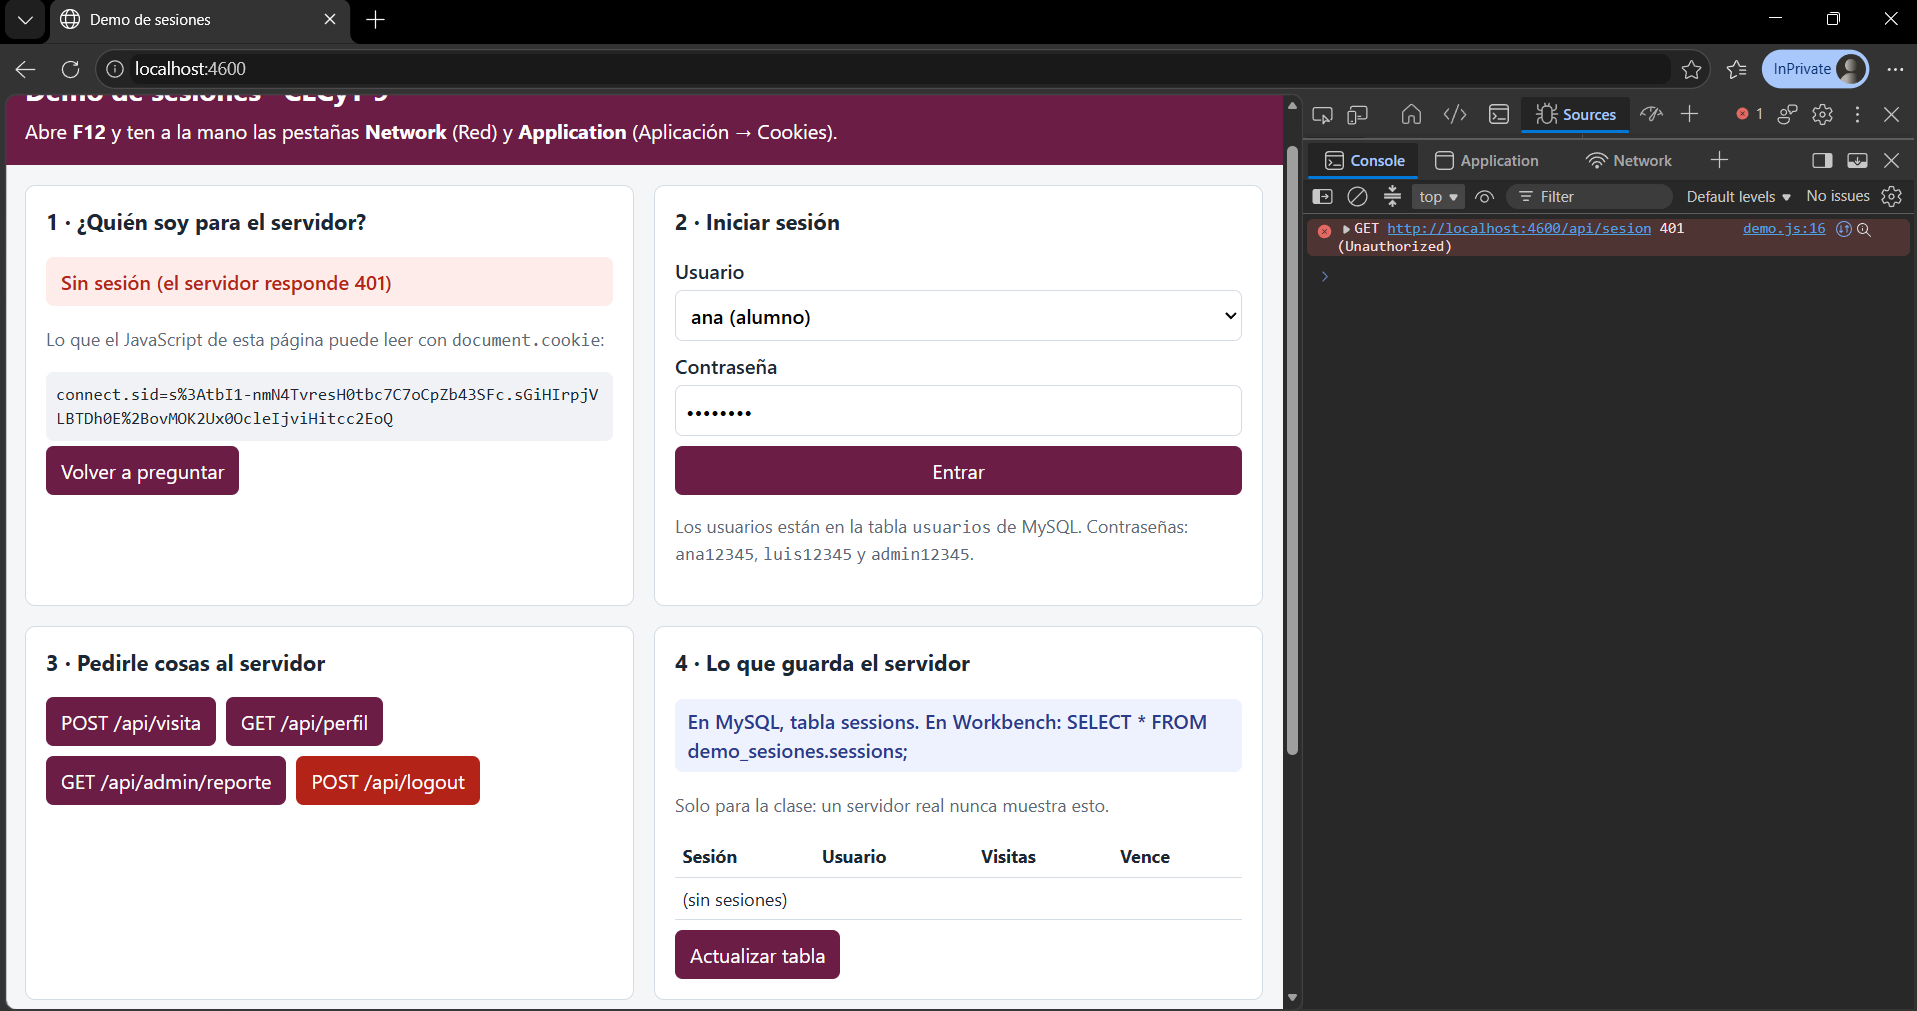 Demo de sesiones
localhost:4600
InPrivate
Demo de sesiones · CECyT 9
Abre F12 y ten a la mano las pestañas Network (Red) y Application (Aplicación → Cookies).
1 · ¿Quién soy para el servidor?
Sin sesión (el servidor responde 401)
Lo que el JavaScript de esta página puede leer con document.cookie:
connect.sid=s%3AtbI1-nmN4TvresH0tbc7C7oCpZb43SFc.sGiHIrpjV
LBTDh0E%2BovMOK2Ux0OcleIjviHitcc2EoQ
Volver a preguntar
2 · Iniciar sesión
Usuario
ana (alumno)
Contraseña
••••••••
Entrar
Los usuarios están en la tabla usuarios de MySQL. Contraseñas:
ana12345, luis12345 y admin12345.
3 · Pedirle cosas al servidor
POST /api/visita
GET /api/perfil
GET /api/admin/reporte
POST /api/logout
4 · Lo que guarda el servidor
En MySQL, tabla sessions. En Workbench: SELECT * FROM
demo_sesiones.sessions;
Solo para la clase: un servidor real nunca muestra esto.
Sesión Usuario Visitas Vence
(sin sesiones)
Actualizar tabla
Sources
1
Console Application Network
top Filter Default levels No issues
GET http://localhost:4600/api/sesion 401 demo.js:16
(Unauthorized)